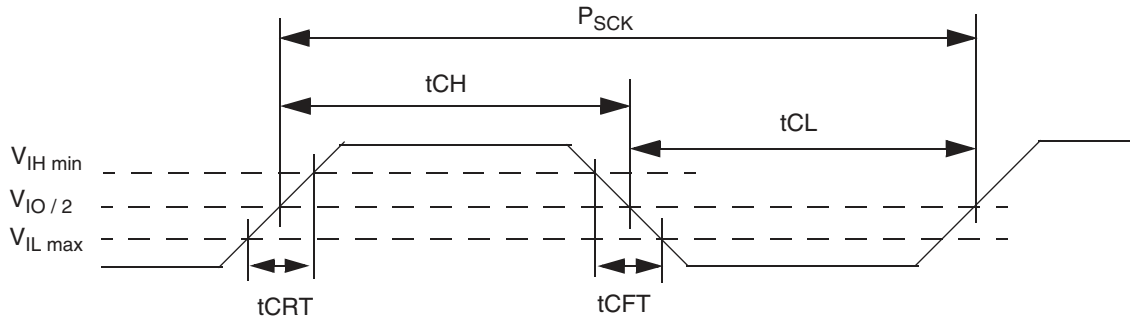 PSCK
tCH
tCL
VIH min
VIO / 2
VIL max
tCRT
tCFT